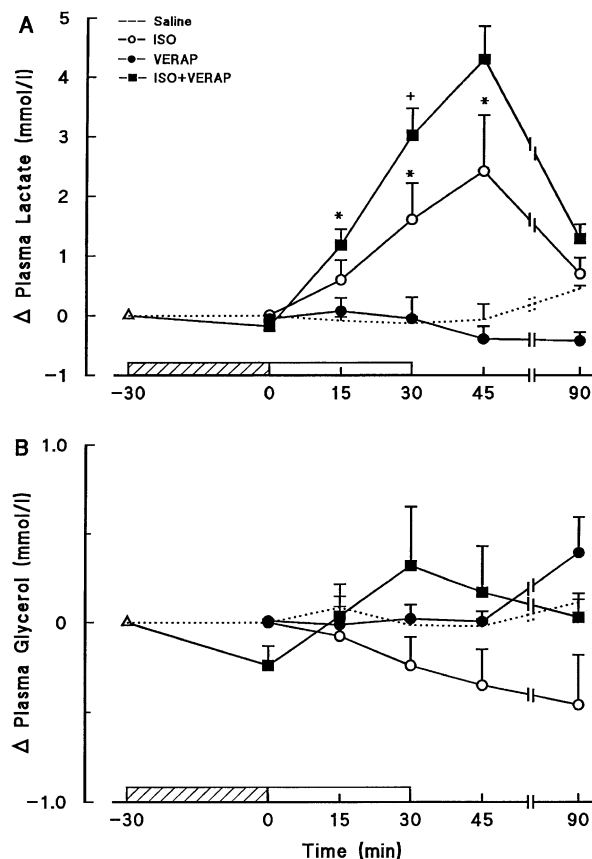 A
Saline
ISO
VERAP
ISO+VERAP
Δ Plasma Lactate (mmol/l)
5
4
3
2
1
0
−1
*
+
*
*
−30 0 15 30 45 90
B
Δ Plasma Glycerol (mmol/l)
1.0
0
−1.0
−30 0 15 30 45 90
Time (min)